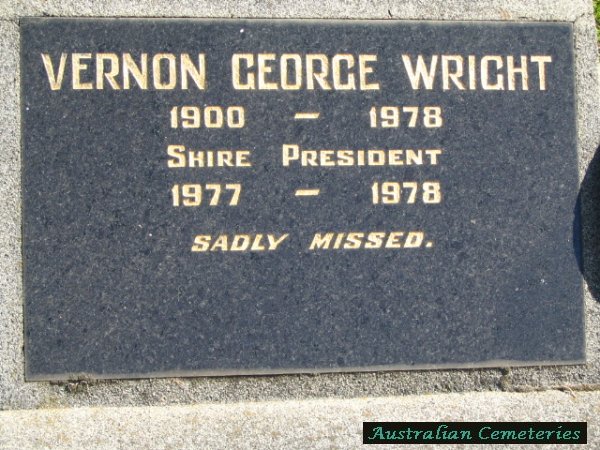 VERNON GEORGE WRIGHT
1900 — 1978
SHIRE PRESIDENT
1977 — 1978
SADLY MISSED.
Australian Cemeteries